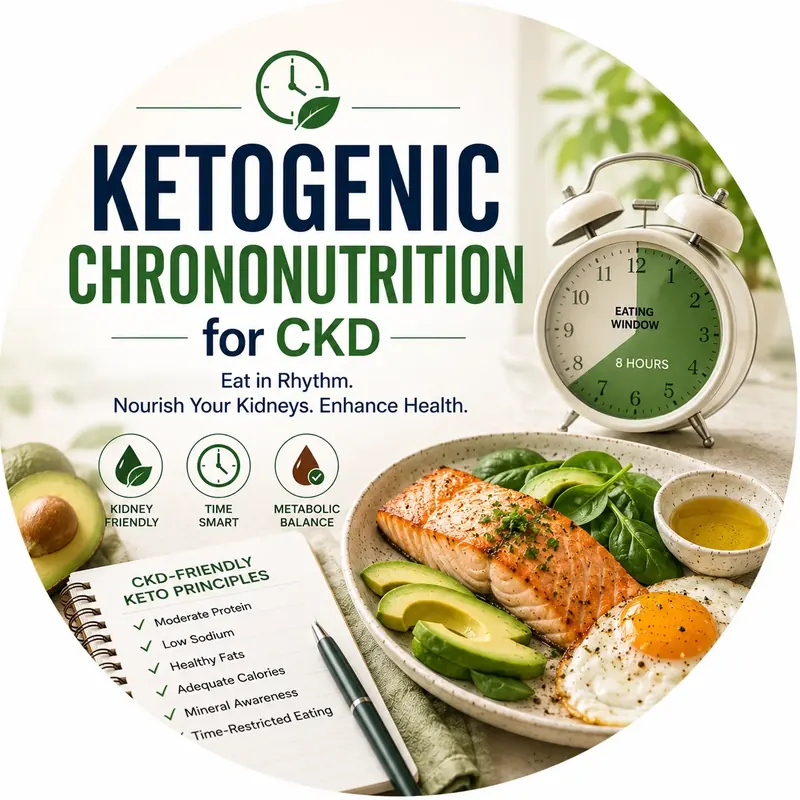 KETOGENIC
CHRONONUTRITION
for CKD
Eat in Rhythm.
Nourish Your Kidneys. Enhance Health.
KIDNEY
FRIENDLY
TIME
SMART
METABOLIC
BALANCE
12
1
2
3
4
5
6
7
8
9
10
11
EATING
WINDOW
8 HOURS
CKD-FRIENDLY
KETO PRINCIPLES
Moderate Protein
Low Sodium
Healthy Fats
Adequate Calories
Mineral Awareness
Time-Restricted Eating